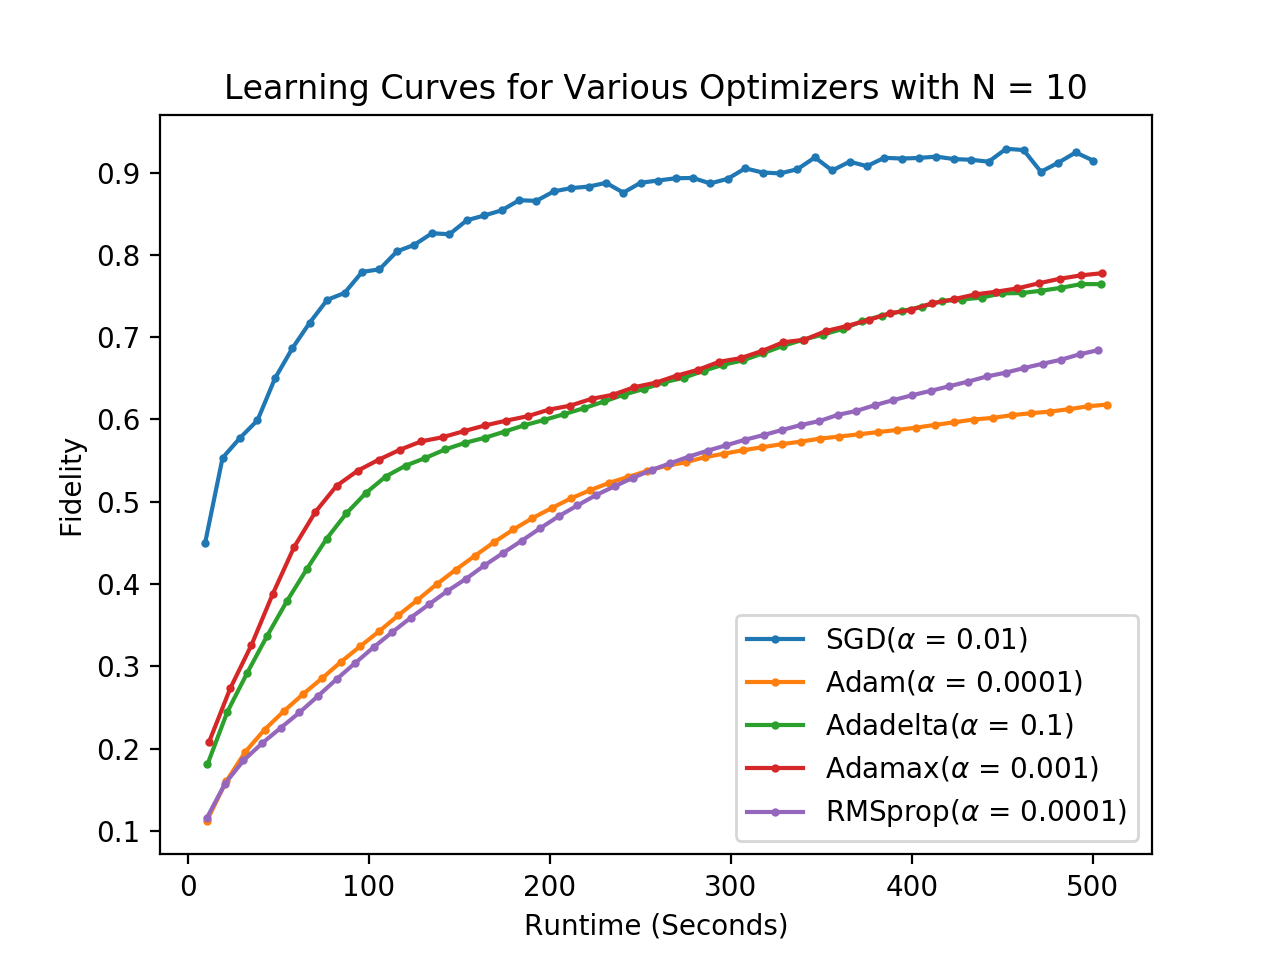 Learning Curves for Various Optimizers with N = 10
Fidelity
0.9
0.8
0.7
0.6
0.5
0.4
0.3
0.2
0.1
SGD(α = 0.01)
Adam(α = 0.0001)
Adadelta(α = 0.1)
Adamax(α = 0.001)
RMSprop(α = 0.0001)
0 100 200 300 400 500
Runtime (Seconds)